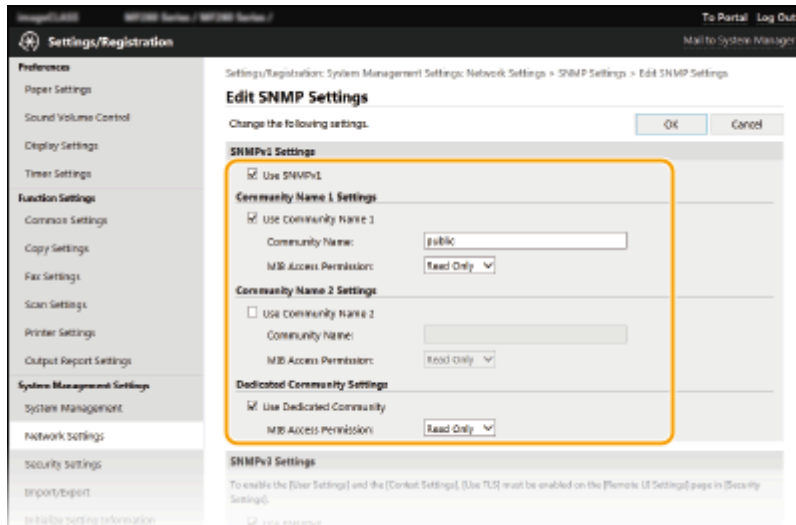 To Portal Log Out
Settings/Registration
Mail to System Manager
Preferences
Paper Settings
Sound Volume Control
Display Settings
Timer Settings
Function Settings
Common Settings
Copy Settings
Fax Settings
Scan Settings
Printer Settings
Output Report Settings
System Management Settings
System Management
Network Settings
Security Settings
Import/Export
Initialize Setting Information
Settings/Registration: System Management Settings: Network Settings > SNMP Settings > Edit SNMP Settings
Edit SNMP Settings
Change the following settings.
OK Cancel
SNMPv1 Settings
Use SNMPv1
Community Name 1 Settings
Use Community Name 1
Community Name: public
MIB Access Permission: Read Only
Community Name 2 Settings
Use Community Name 2
Community Name:
MIB Access Permission: Read Only
Dedicated Community Settings
Use Dedicated Community
MIB Access Permission: Read Only
SNMPv3 Settings
To enable the [User Settings] and the [Context Settings], [Use TLS] must be enabled on the [Remote UI Settings] page in [Security
Settings].
Use SNMPv3